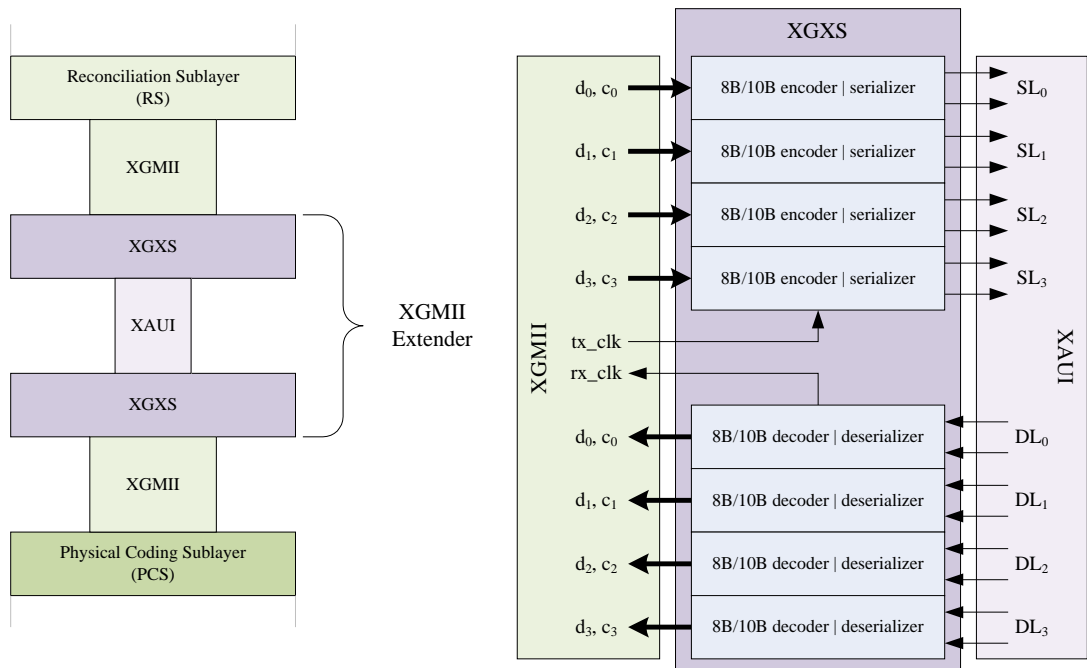 Reconciliation Sublayer
(RS)
XGMII
XGXS
XAUI
XGXS
XGMII
Physical Coding Sublayer
(PCS)
XGMII
Extender
XGXS
d0, c0
8B/10B encoder | serializer
SL0
d1, c1
8B/10B encoder | serializer
SL1
d2, c2
8B/10B encoder | serializer
SL2
d3, c3
8B/10B encoder | serializer
SL3
XGMII
tx_clk
rx_clk
XAUI
d0, c0
8B/10B decoder | deserializer
DL0
d1, c1
8B/10B decoder | deserializer
DL1
d2, c2
8B/10B decoder | deserializer
DL2
d3, c3
8B/10B decoder | deserializer
DL3